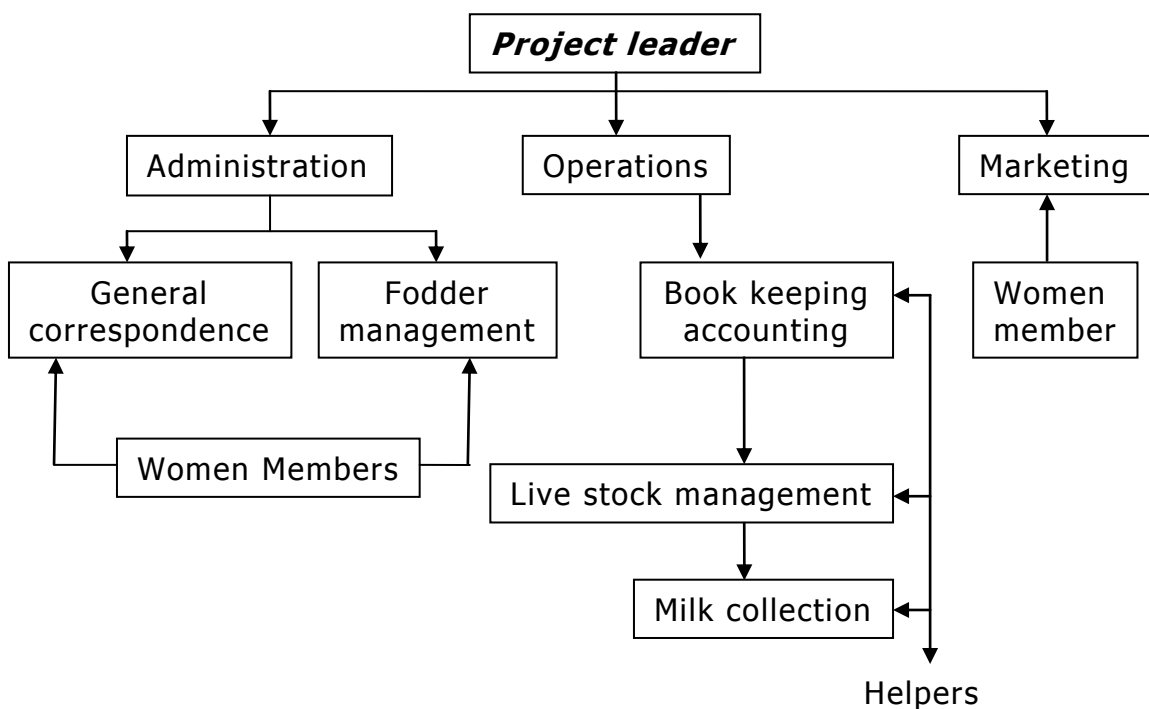 Project leader
Administration
Operations
Marketing
General
correspondence
Fodder
management
Book keeping
accounting
Women
member
Women Members
Live stock management
Milk collection
Helpers